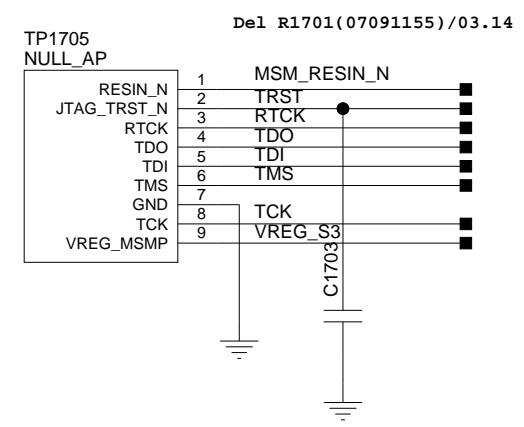 Del R1701(07091155)/03.14
TP1705
NULL_AP
RESIN_N 1 MSM_RESIN_N
JTAG_TRST_N 2 TRST
RTCK 3 RTCK
TDO 4 TDO
TDI 5 TDI
TMS 6 TMS
GND 7
TCK 8 TCK
VREG_MSMP 9 VREG_S3
C1703